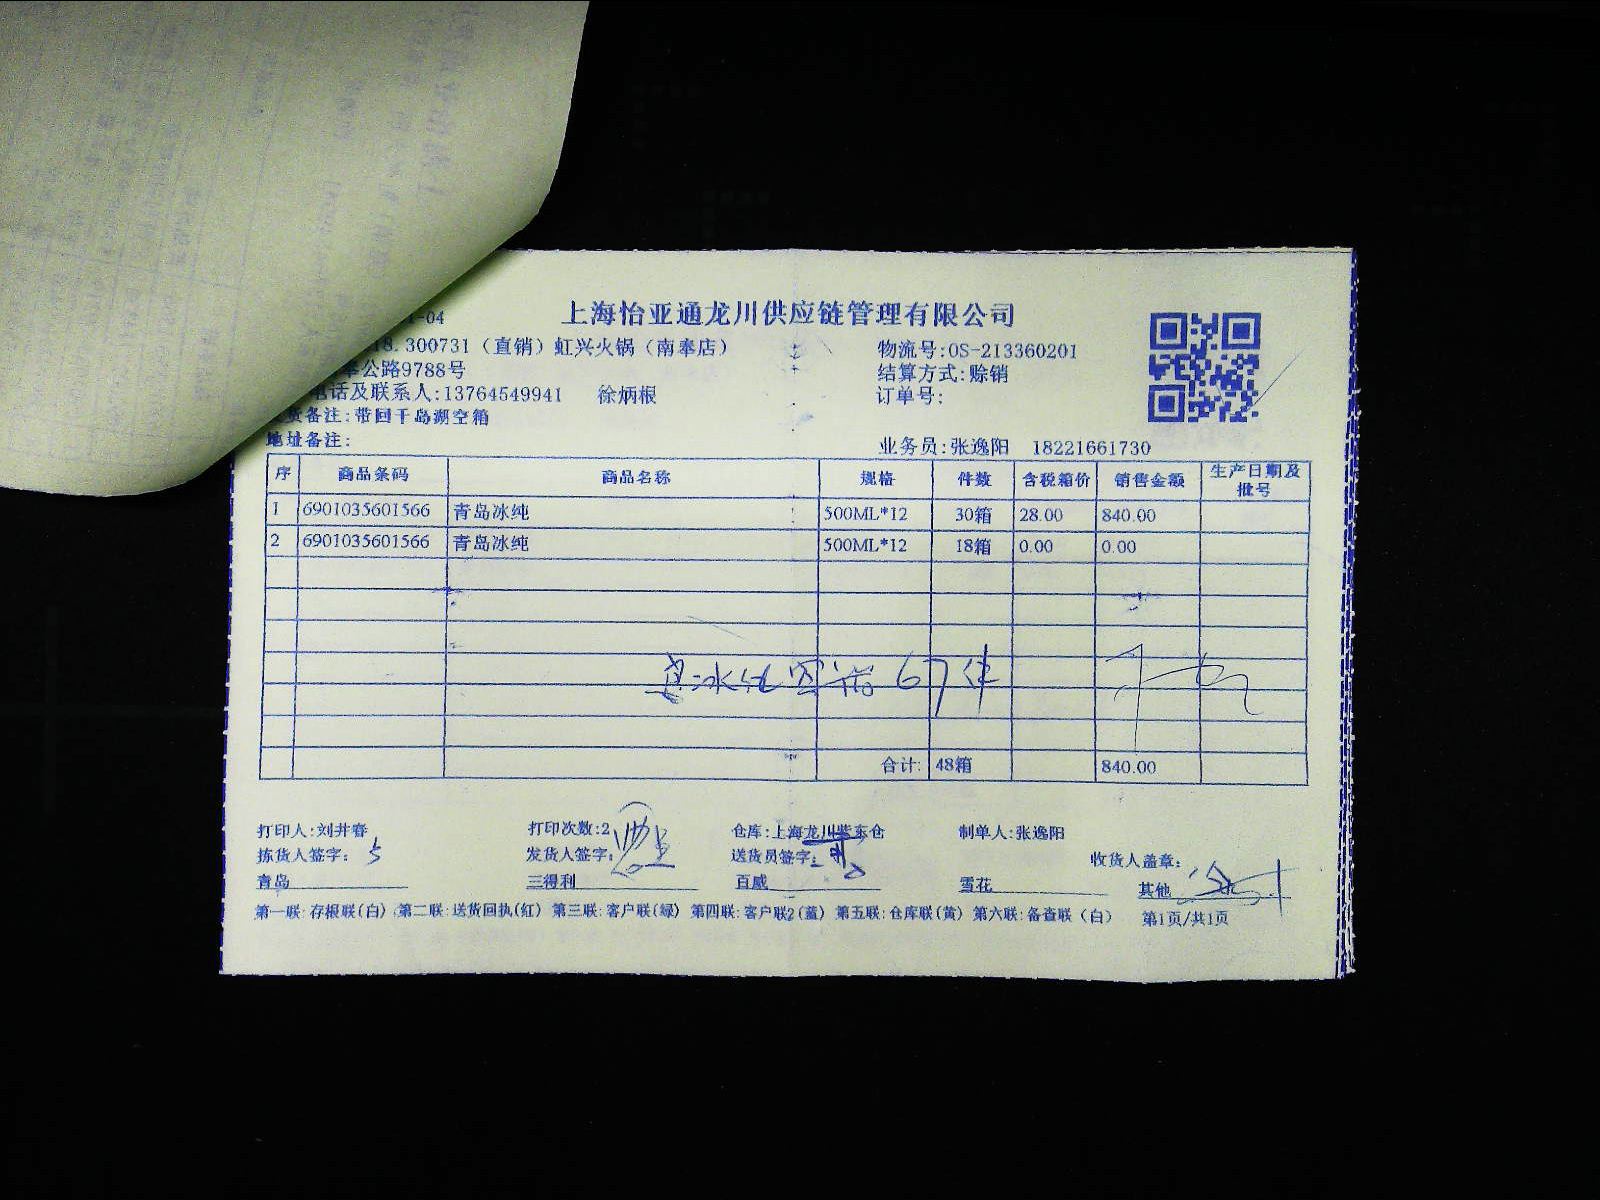 上海怡亚通龙川供应链管理有限公司
-04
18.300731（直销）虹兴火锅（南奉店） 物流号:OS-213360201
奉公路9788号 结算方式:赊销
电话及联系人:13764549941 徐炳根 订单号:
货备注:带回千岛湖空箱
地址备注: 业务员:张逸阳 18221661730
序 商品条码 商品名称 规格 件数 含税箱价 销售金额 生产日期及批号
1 6901035601566 青岛冰纯 500ML*12 30箱 28.00 840.00
2 6901035601566 青岛冰纯 500ML*12 18箱 0.00 0.00
冰纯 67件
合计: 48箱 840.00
打印人:刘井春 打印次数:2 仓库:上海龙川 东仓 制单人:张逸阳
拣货人签字: 发货人签字: 送货员签字: 收货人盖章:
青岛 三得利 百威 雪花 其他
第一联:存根联(白) 第二联:送货回执(红) 第三联:客户联(绿) 第四联:客户联2(蓝) 第五联:仓库联(黄) 第六联:备查联（白） 第1页/共1页